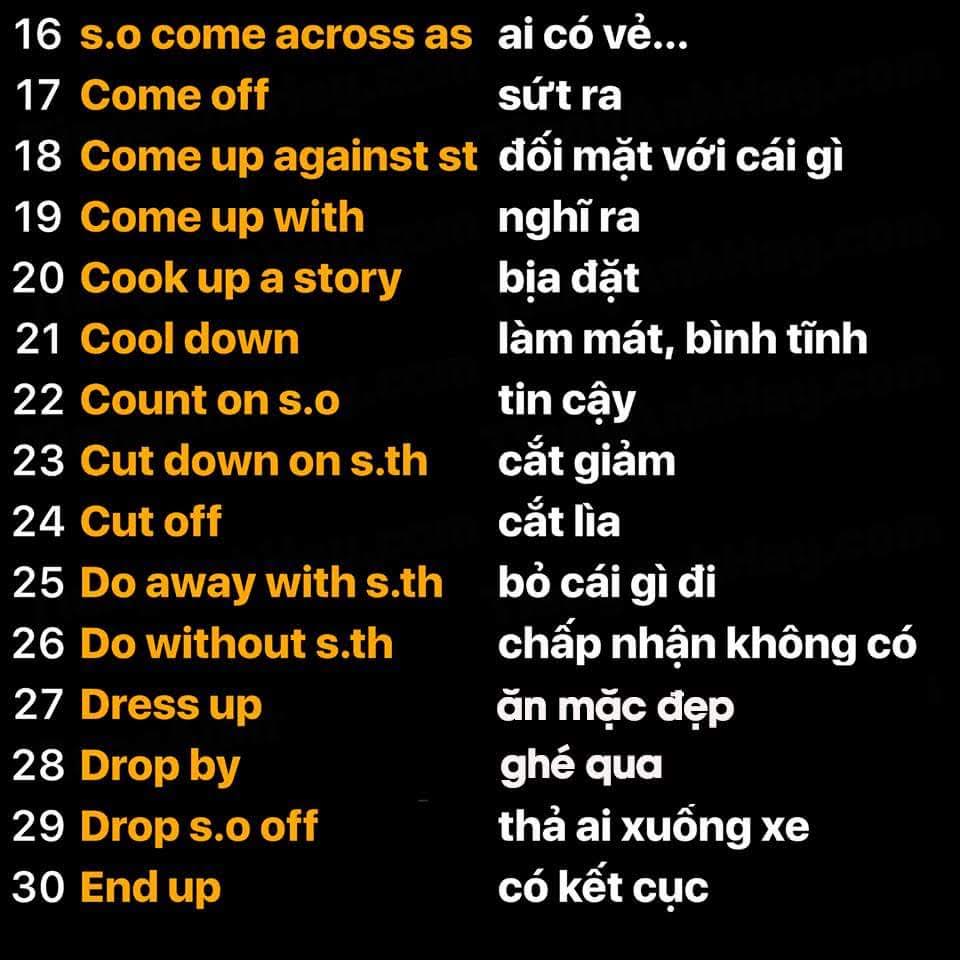 16 s.o come across as ai có vẻ...
17 Come off sứt ra
18 Come up against st đối mặt với cái gì
19 Come up with nghĩ ra
20 Cook up a story bịa đặt
21 Cool down làm mát, bình tĩnh
22 Count on s.o tin cậy
23 Cut down on s.th cắt giảm
24 Cut off cắt lìa
25 Do away with s.th bỏ cái gì đi
26 Do without s.th chấp nhận không có
27 Dress up ăn mặc đẹp
28 Drop by ghé qua
29 Drop s.o off thả ai xuống xe
30 End up có kết cục